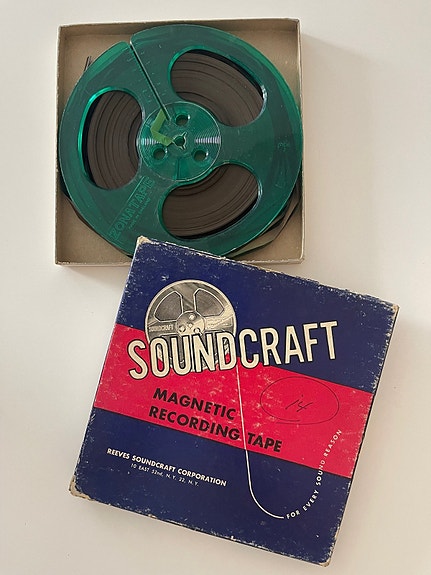 SOUNDCRAFT
SOUNDCRAFT
MAGNETIC
RECORDING TAPE
14
REEVES SOUNDCRAFT CORPORATION
10 EAST 52nd, N.Y. 22, N.Y.
FOR EVERY SOUND REASON